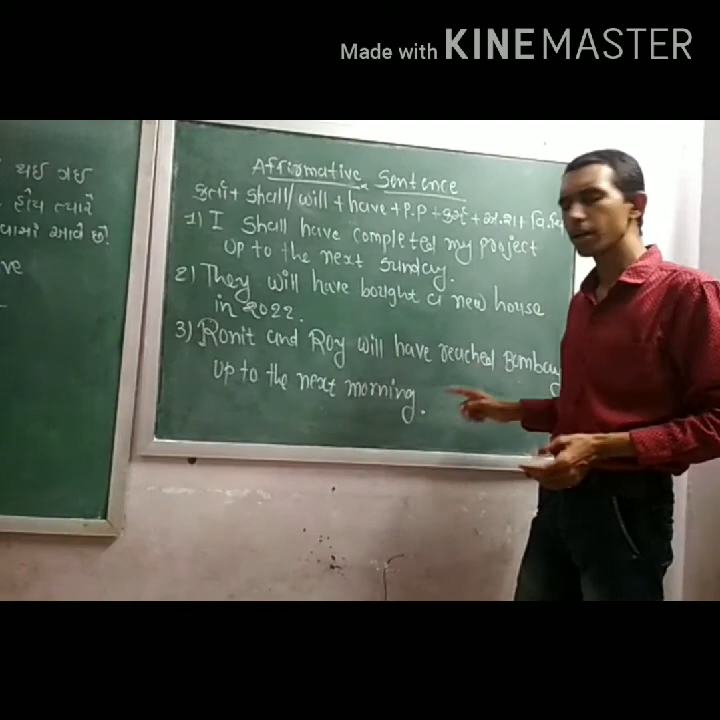 Made with KINEMASTER
થઈ ગઈ
હોય ત્યારે
વામાં આવે છે.
ve
Affirmative Sentence
કર્તા + Shall/will + have + P.P + કર્મ + અ.શ. + વિ.
1) I Shall have completed my project
up to the next Sunday.
2) They will have bought a new house
in 2022.
3) Ronit and Roy will have reached Bombay
up to the next morning.